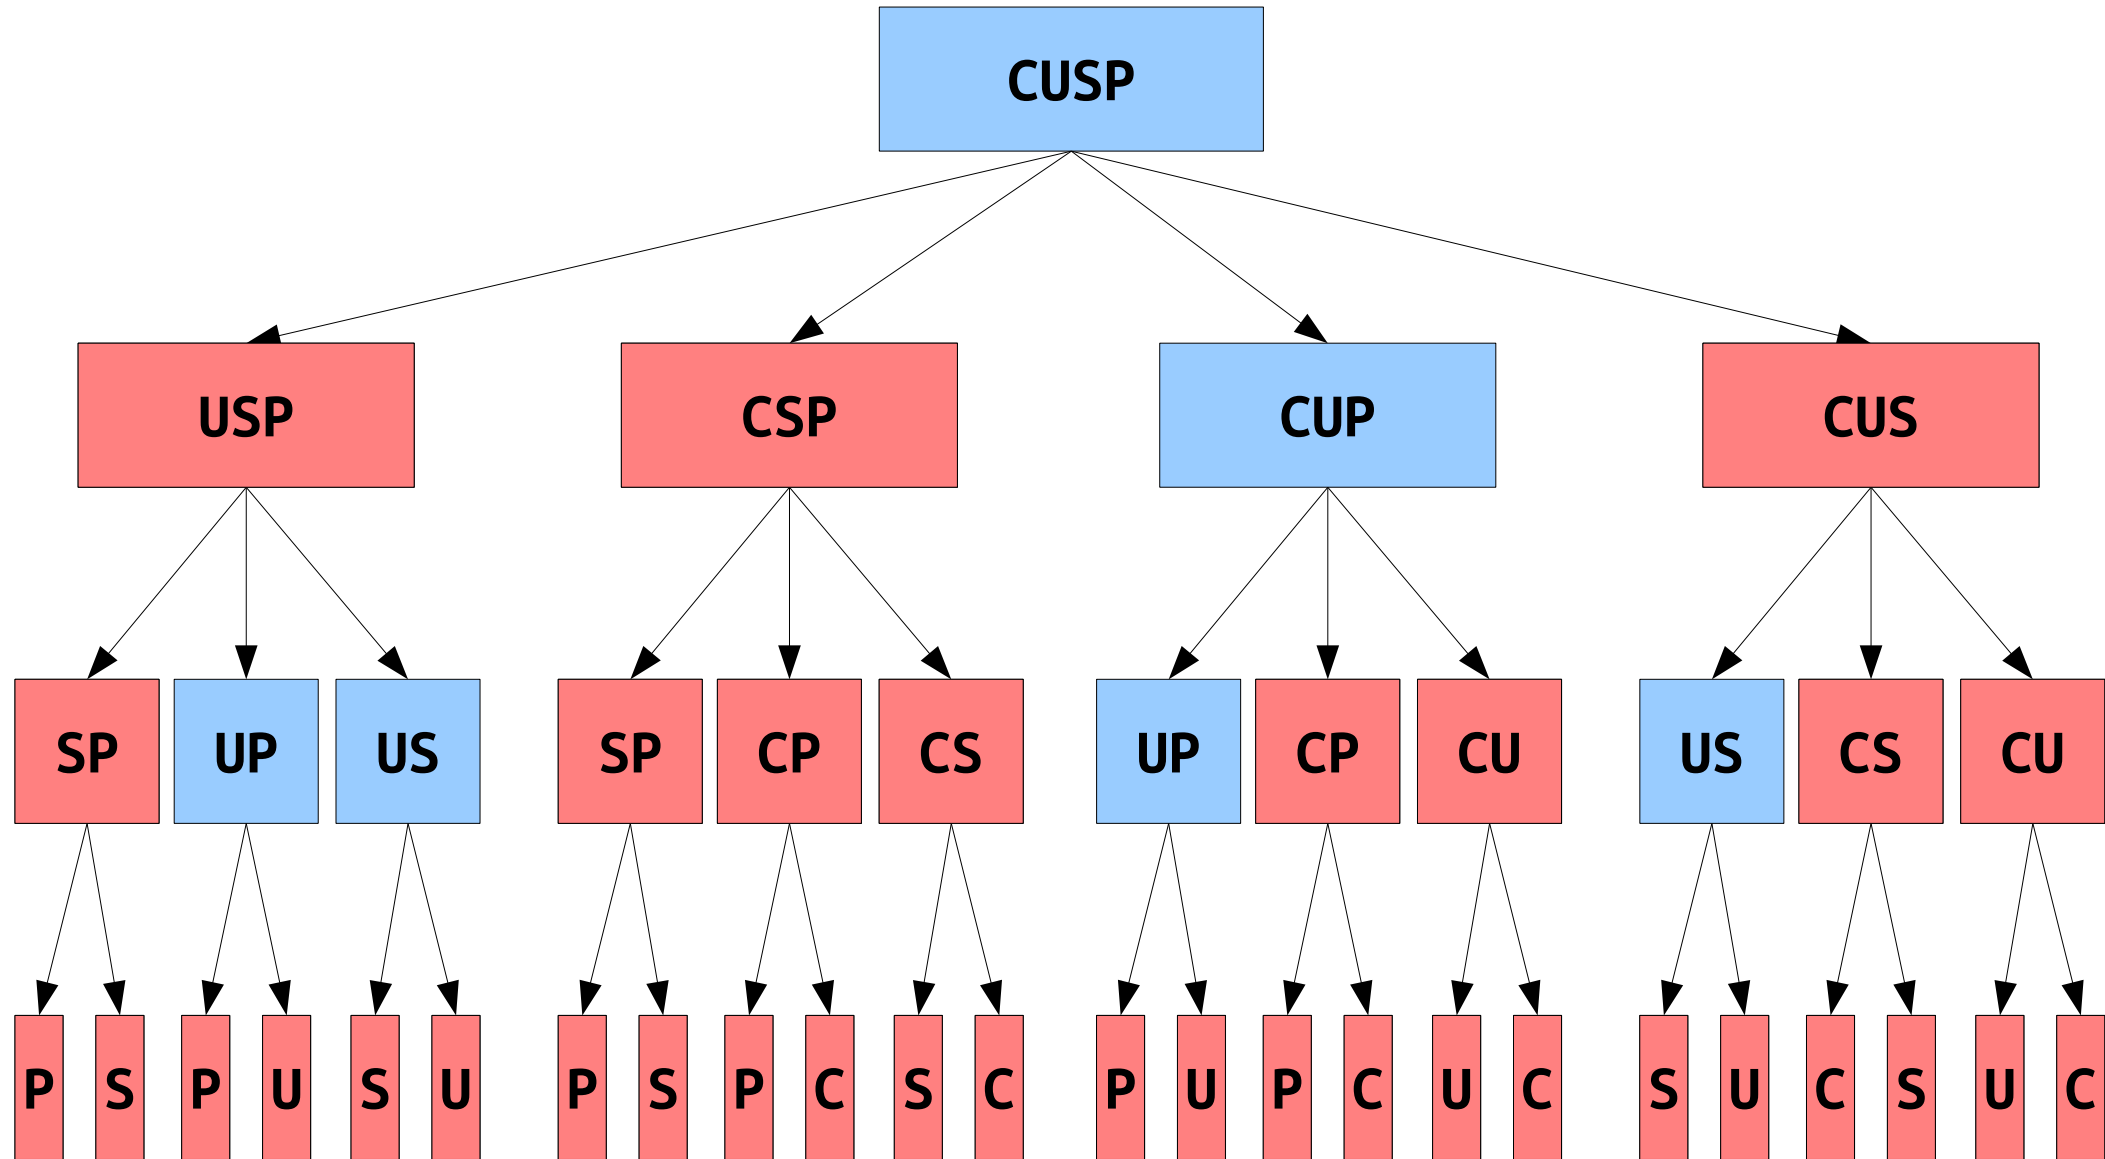 CUSP
USP CSP CUP CUS
SP UP US SP CP CS UP CP CU US CS CU
P S P U S U P S P C S C P U P C U C S U C S U C